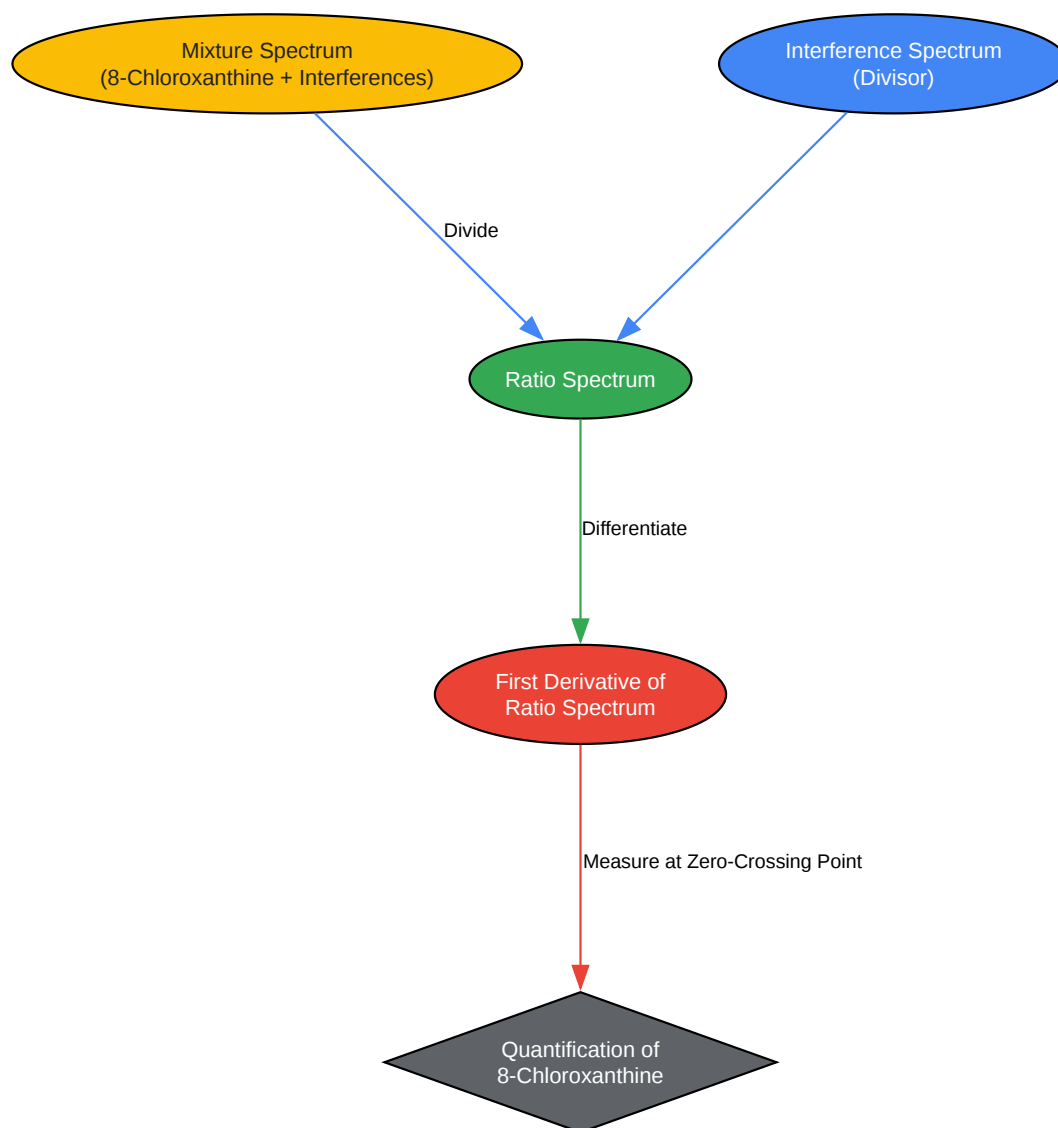 Mixture Spectrum
(8-Chloroxanthine + Interferences)
Interference Spectrum
(Divisor)
Divide
Ratio Spectrum
Differentiate
First Derivative of
Ratio Spectrum
Measure at Zero-Crossing Point
Quantification of
8-Chloroxanthine